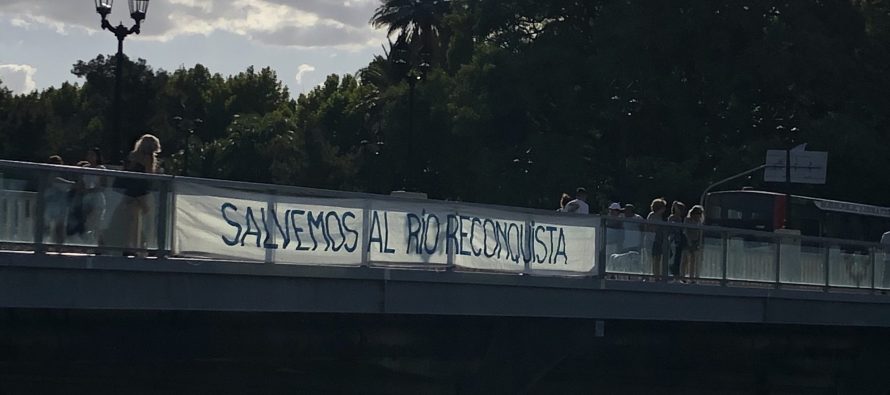 SALVEMOS AL RÍO RECONQUISTA